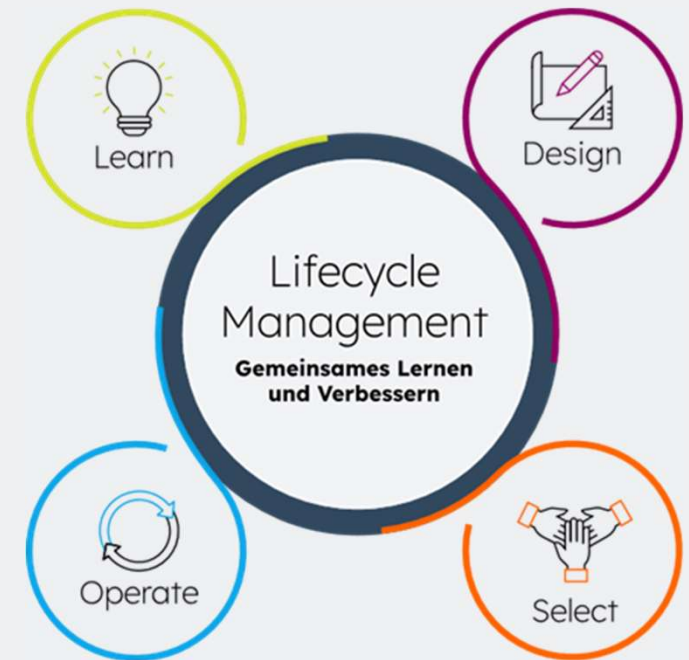 Learn
Design
Lifecycle
Management
Gemeinsames Lernen
und Verbessern
Operate
Select